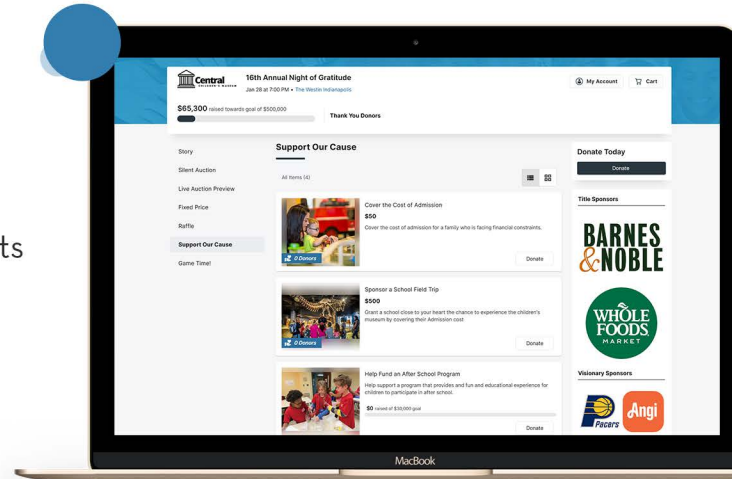 ts
Central
CHILDREN'S MUSEUM
16th Annual Night of Gratitude
Jan 28 at 7:00 PM • The Westin Indianapolis
My Account
Cart
$65,300 raised towards goal of $500,000
Thank You Donors
Story
Silent Auction
Live Auction Preview
Fixed Price
Raffle
Support Our Cause
Game Time!
Support Our Cause
All Items (4)
Cover the Cost of Admission
$50
Cover the cost of admission for a family who is facing financial constraints.
0 Donors
Donate
Sponsor a School Field Trip
$500
Grant a school close to your heart the chance to experience the children's
museum by covering their Admission cost
0 Donors
Donate
Help Fund an After School Program
Help support a program that provides and fun and educational experience for
children to participate in after school.
$0 raised of $30,000 goal
Donate
Donate Today
Donate
Title Sponsors
BARNES
&NOBLE
WHOLE
FOODS
MARKET
Visionary Sponsors
Pacers
Angi
MacBook